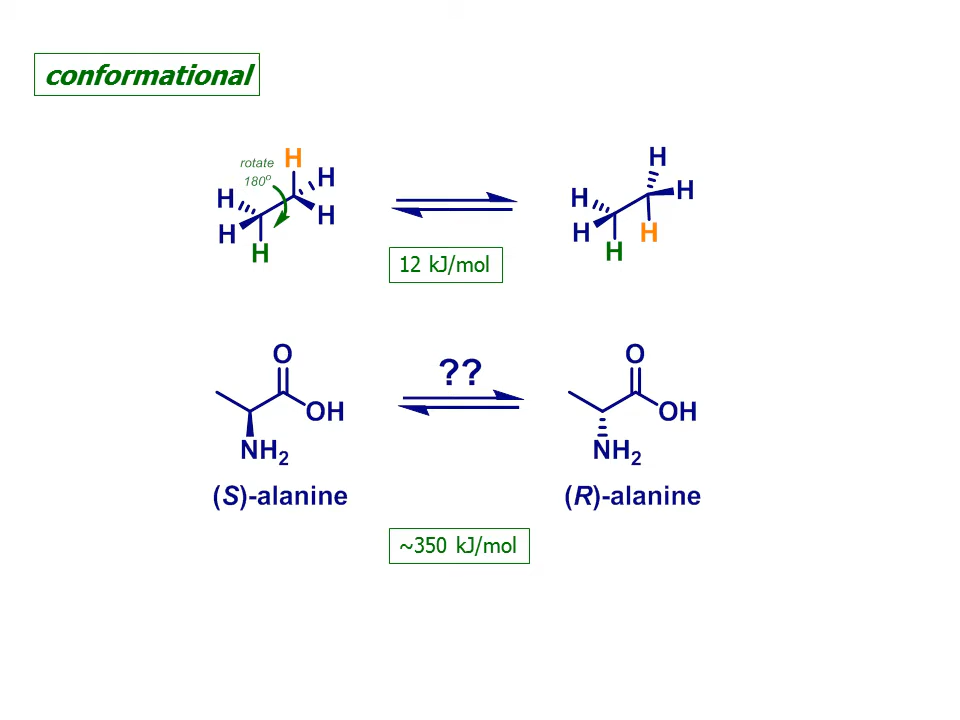 conformational
rotate
180°
H
H
H
H
H
H
H
H
H
H
H
H
12 kJ/mol
O
OH
NH₂
(S)-alanine
??
O
OH
NH₂
(R)-alanine
~350 kJ/mol